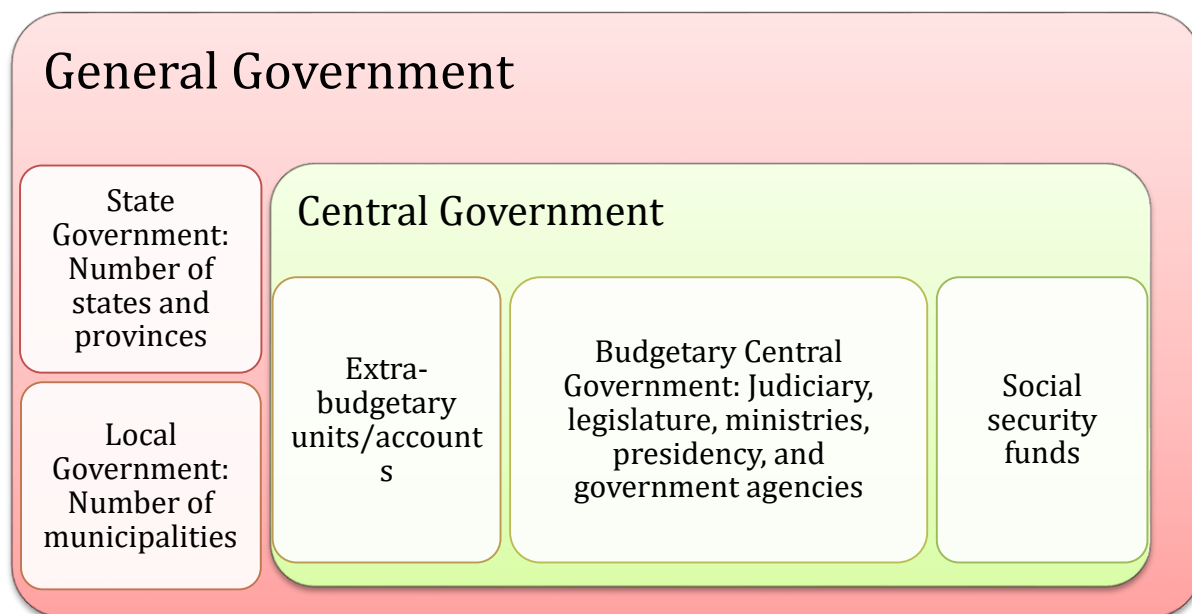 General Government
State
Government:
Number of
states and
provinces
Local
Government:
Number of
municipalities
Central Government
Extra-
budgetary
units/account
s
Budgetary Central
Government: Judiciary,
legislature, ministries,
presidency, and
government agencies
Social
security
funds